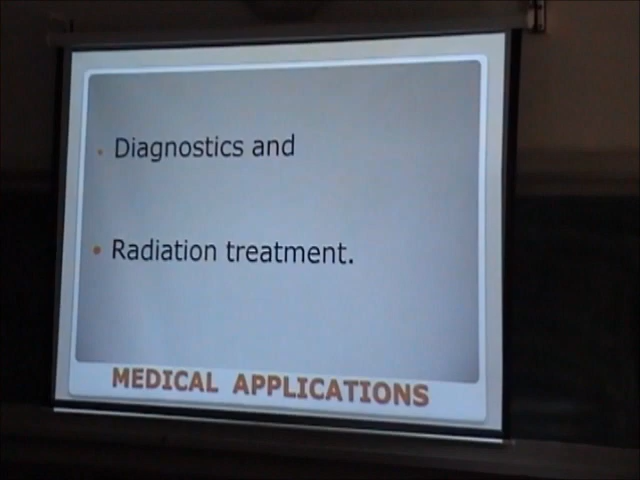 Diagnostics and
Radiation treatment.
MEDICAL APPLICATIONS